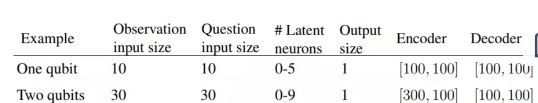 Example Observation input size Question input size # Latent neurons Output size Encoder Decoder
One qubit 10 10 0-5 1 [100, 100] [100, 100]
Two qubits 30 30 0-9 1 [300, 100] [100, 100]